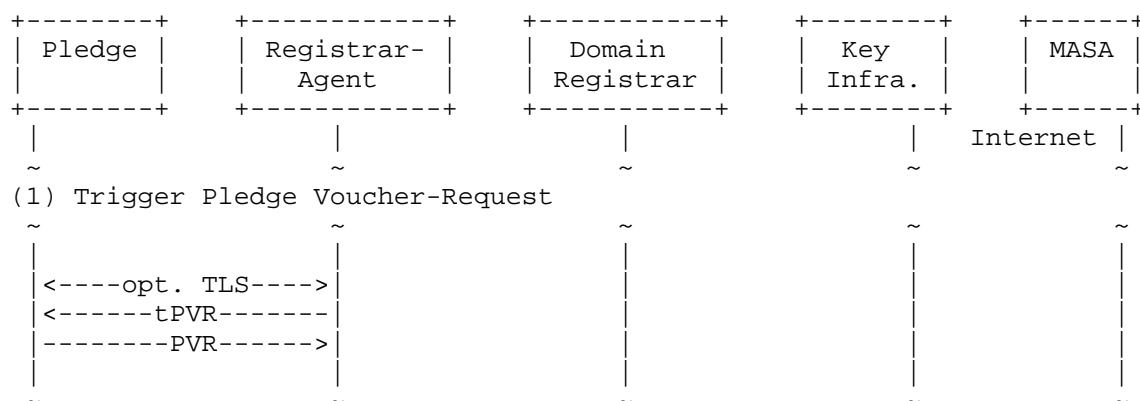 +--------+ +------------+ +-----------+ +--------+ +------+
| Pledge | | Registrar- | | Domain | | Key | | MASA |
| | | Agent | | Registrar | | Infra. | | |
+--------+ +------------+ +-----------+ +--------+ +------+
| | | | Internet |
~ ~ ~ ~ ~
(1) Trigger Pledge Voucher-Request
~ ~ ~ ~ ~
| | | | |
|<----opt. TLS---->| | | |
|<------tPVR-------| | | |
|--------PVR------>| | | |
| | | | |
~ ~ ~ ~ ~